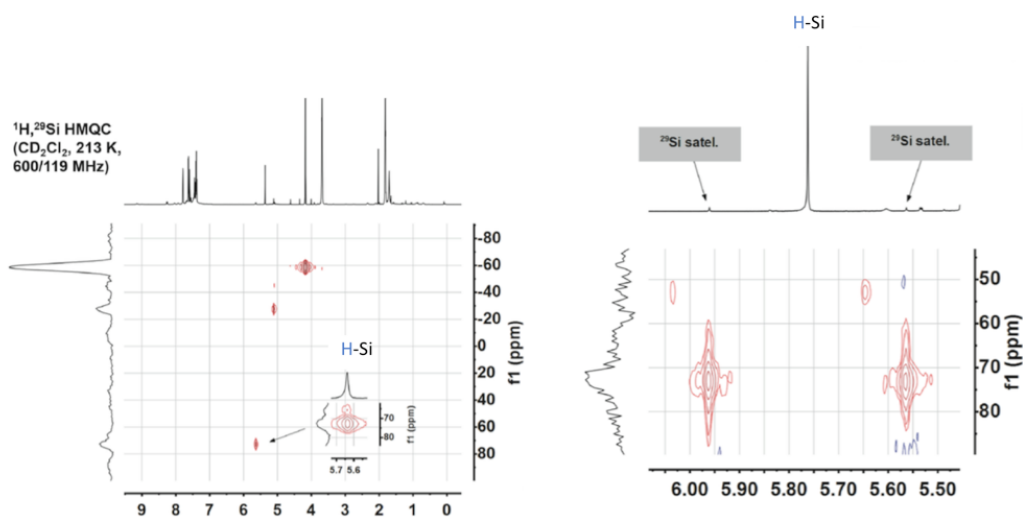 ¹H,²⁹Si HMQC
(CD₂Cl₂, 213 K,
600/119 MHz)
-80
-60
-40
-20
0
20
40
60
80
f1 (ppm)
H-Si
70
80
f1 (ppm)
5.7 5.6
9 8 7 6 5 4 3 2 1 0
H-Si
²⁹Si satel.
²⁹Si satel.
50
60
70
80
f1 (ppm)
6.00 5.90 5.80 5.70 5.60 5.50